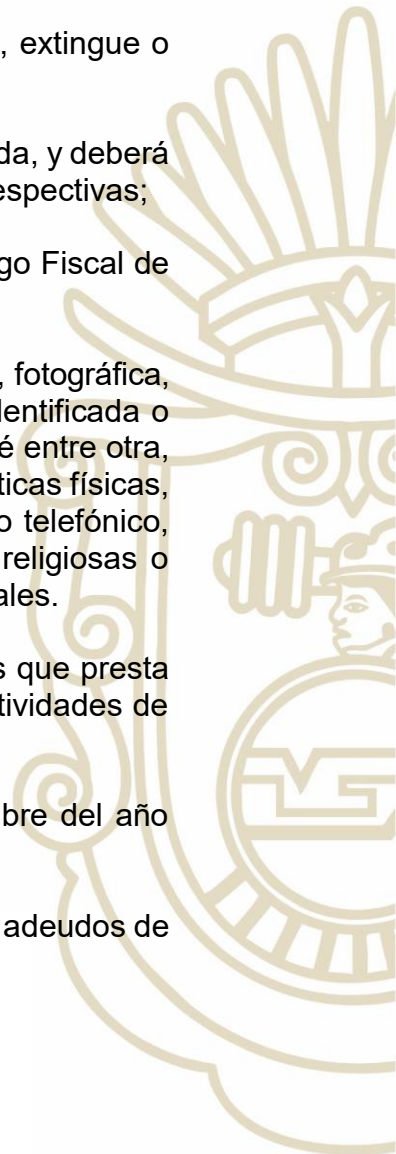 , extingue o
da, y deberá
espectivas;
go Fiscal de
, fotográfica,
dentificada o
é entre otra,
ticas físicas,
o telefónico,
religiosas o
ales.
s que presta
tividades de
bre del año
adeudos de